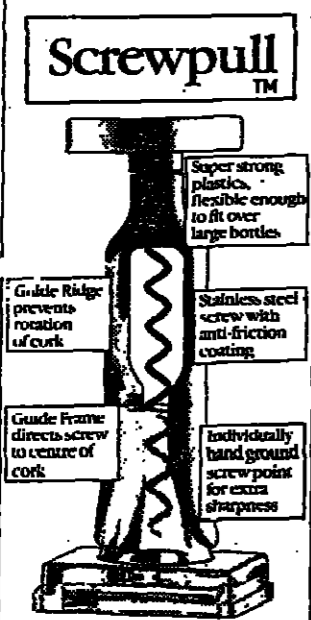 Screwpull
TM
Super strong
plastics,
flexible enough
to fit over
large bottles
Guide Ridge
prevents
rotation
of cork
Stainless steel
screw with
anti-friction
coating
Guide Frame
directs screw
to centre of
cork
Individually
hand ground
screw point
for extra
sharpness